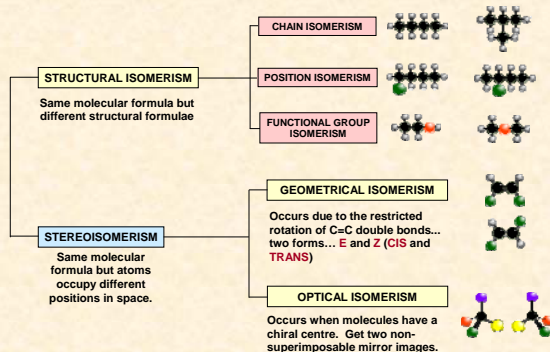 CHAIN ISOMERISM
STRUCTURAL ISOMERISM
Same molecular formula but
different structural formulae
POSITION ISOMERISM
FUNCTIONAL GROUP
ISOMERISM
GEOMETRICAL ISOMERISM
Occurs due to the restricted
rotation of C=C double bonds...
two forms… E and Z (CIS and
TRANS)
STEREOISOMERISM
Same molecular
formula but atoms
occupy different
positions in space.
OPTICAL ISOMERISM
Occurs when molecules have a
chiral centre. Get two non-
superimposable mirror images.